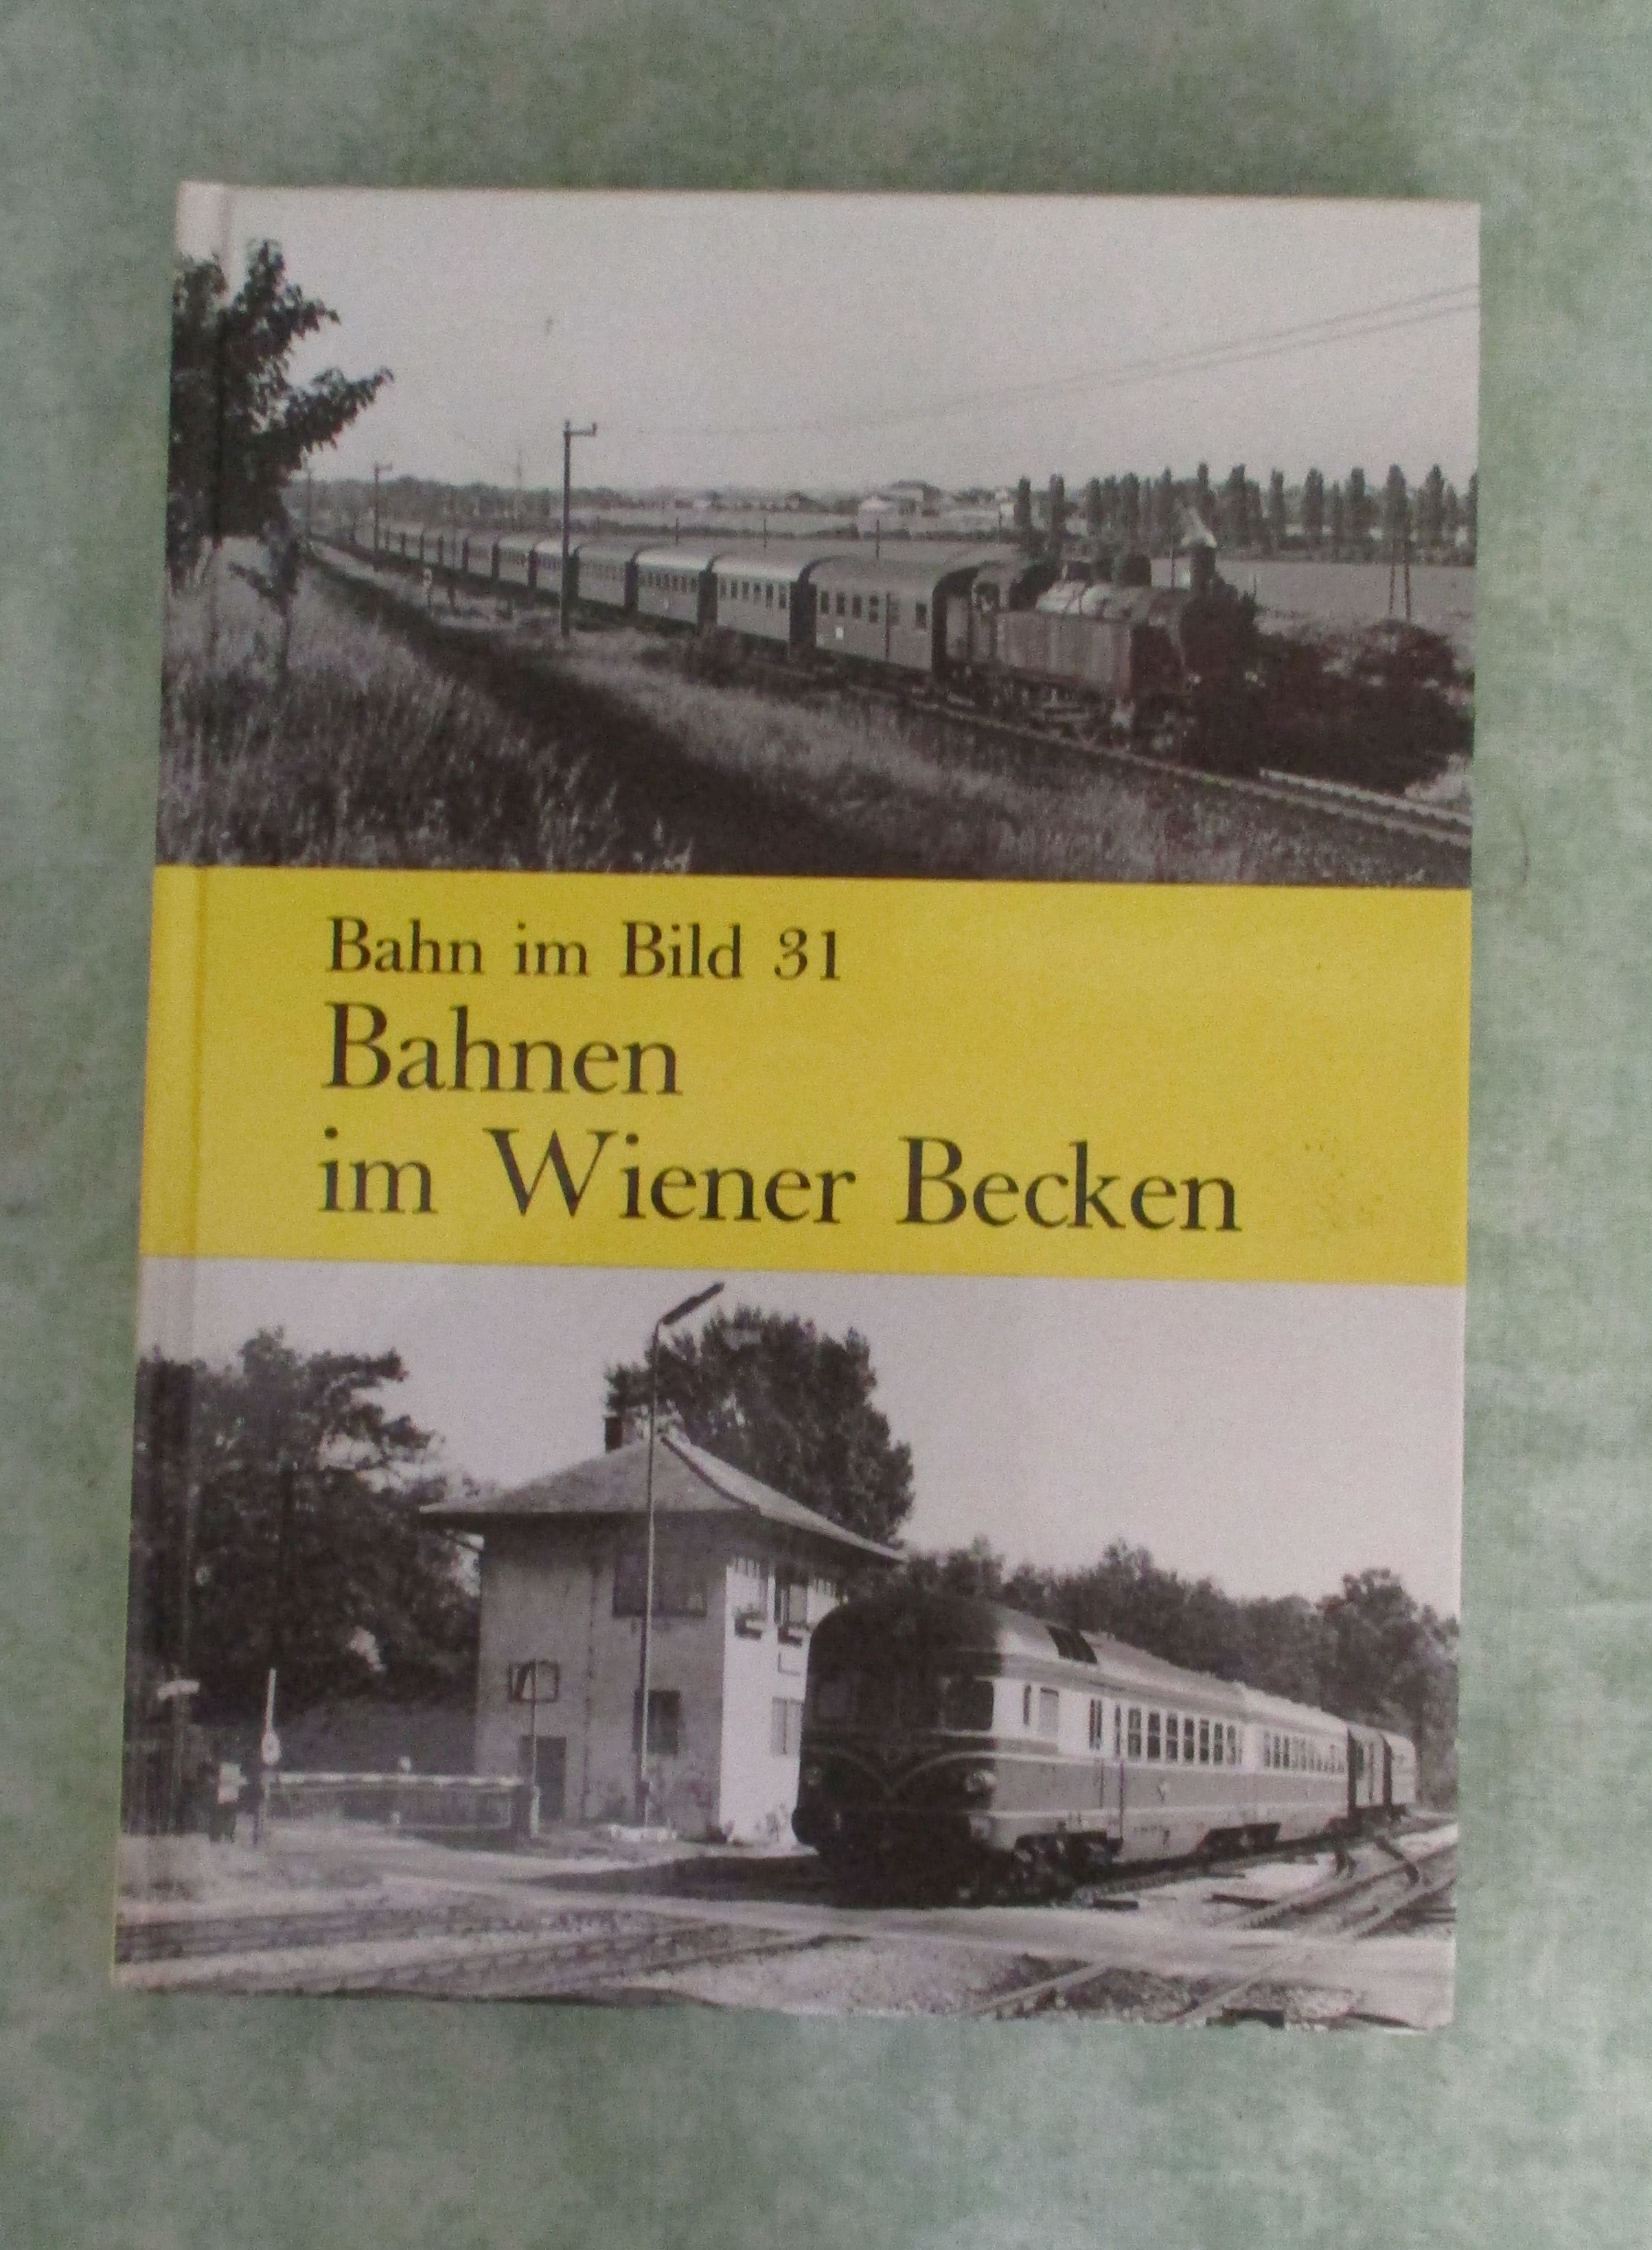 Bahn im Bild 31
Bahnen
im Wiener Becken